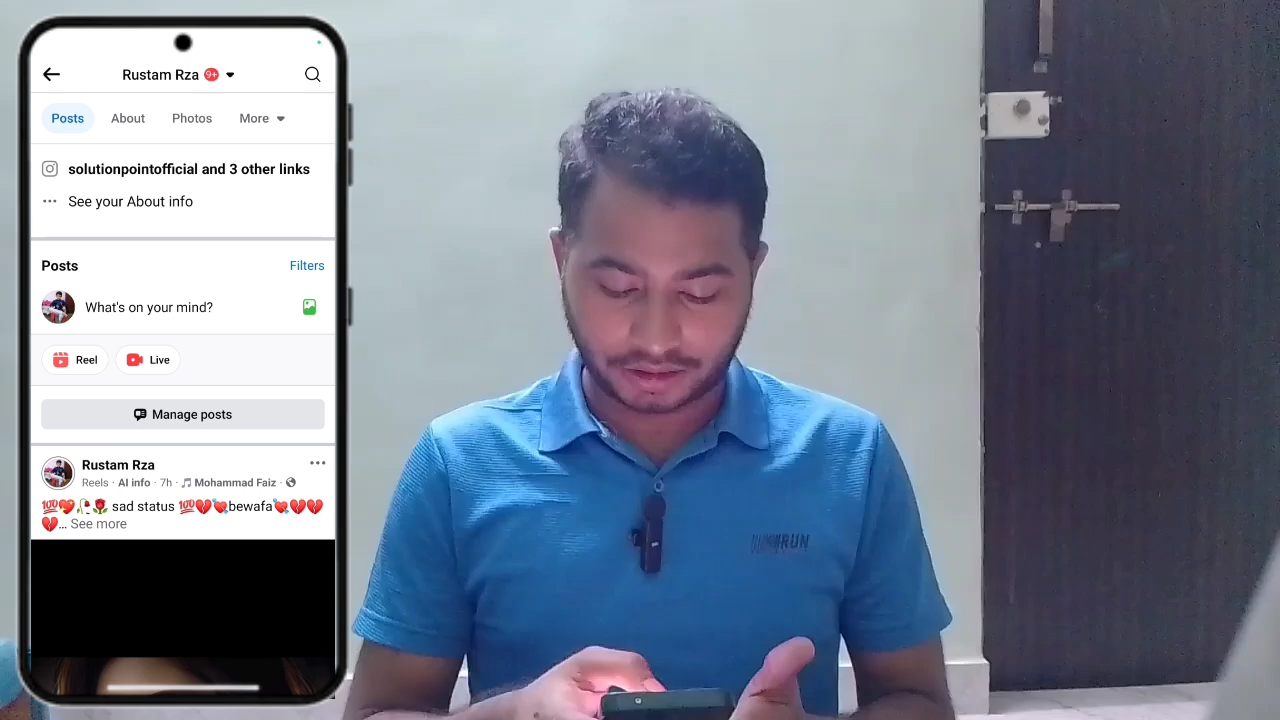 Rustam Rza 9+
Posts About Photos More
solutionpointofficial and 3 other links
See your About info
Posts Filters
What's on your mind?
Reel Live
Manage posts
Rustam Rza
Reels · AI info · 7h · Mohammad Faiz ·
💯❤️‍🩹🥀🌹 sad status 💯💔💘bewafa💘💔💔
💔... See more
RUN